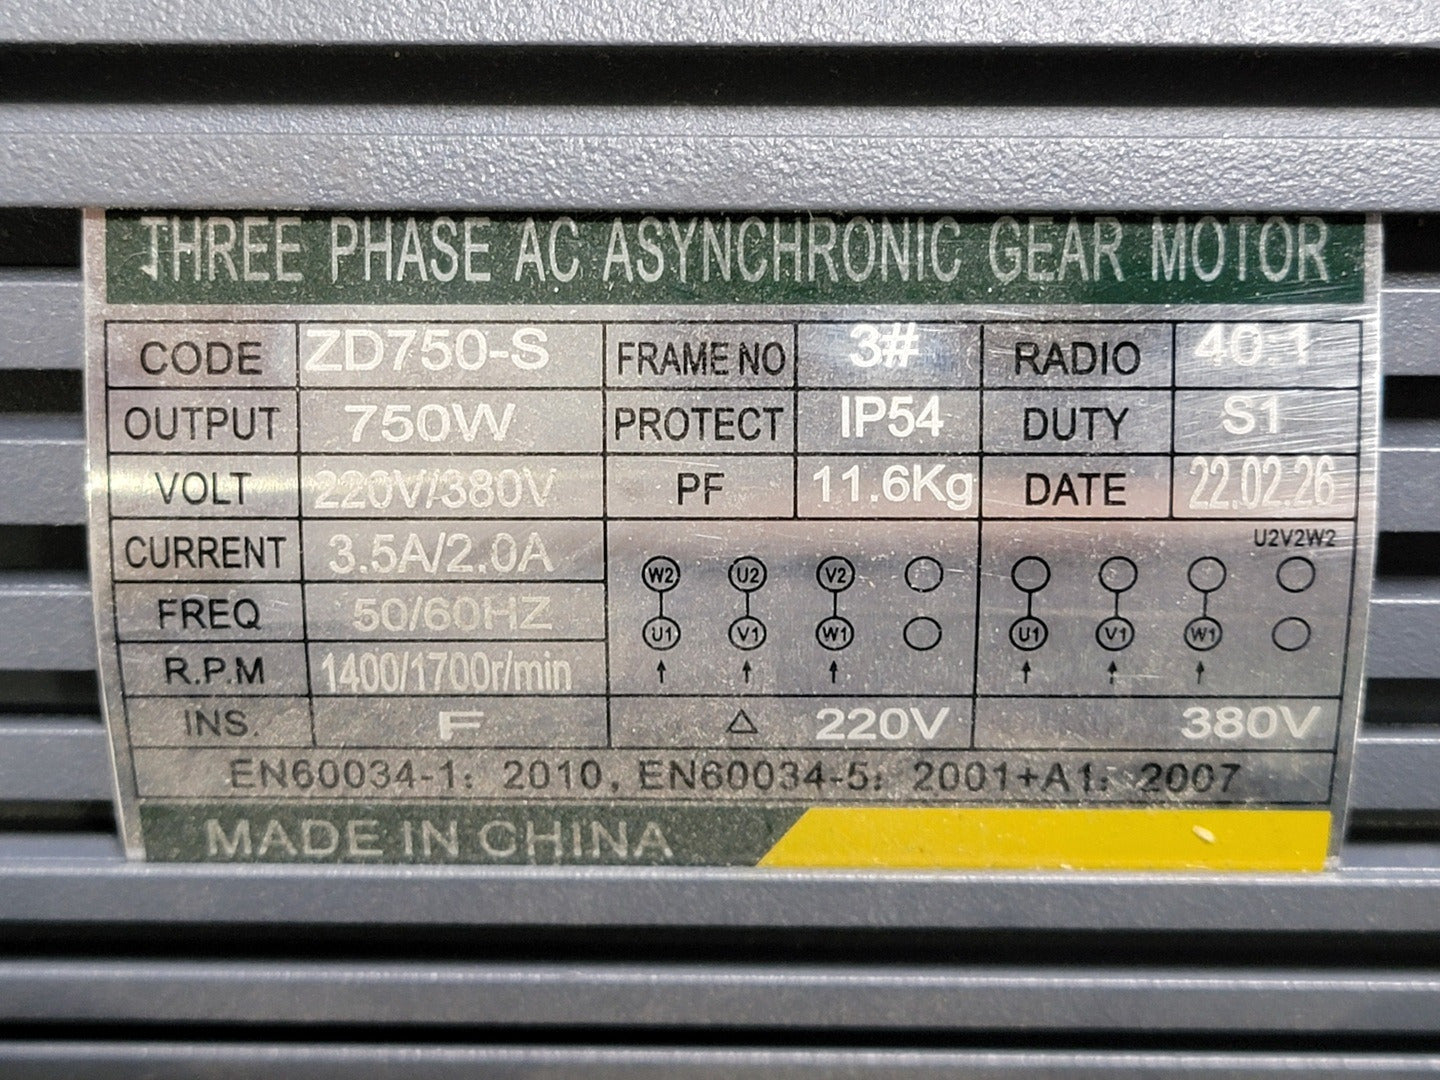 THREE PHASE AC ASYNCHRONIC GEAR MOTOR
CODE ZD750-S FRAME NO 3# RADIO 40:1
OUTPUT 750W PROTECT IP54 DUTY S1
VOLT 220V/380V PF 11.6Kg DATE 22.02.26
CURRENT 3.5A/2.0A
U2V2W2
W2 U2 V2
FREQ 50/60HZ
U1 V1 W1 U1 V1 W1
R.P.M 1400/1700r/min
INS. F △ 220V 380V
EN60034-1: 2010, EN60034-5: 2001+A1: 2007
MADE IN CHINA